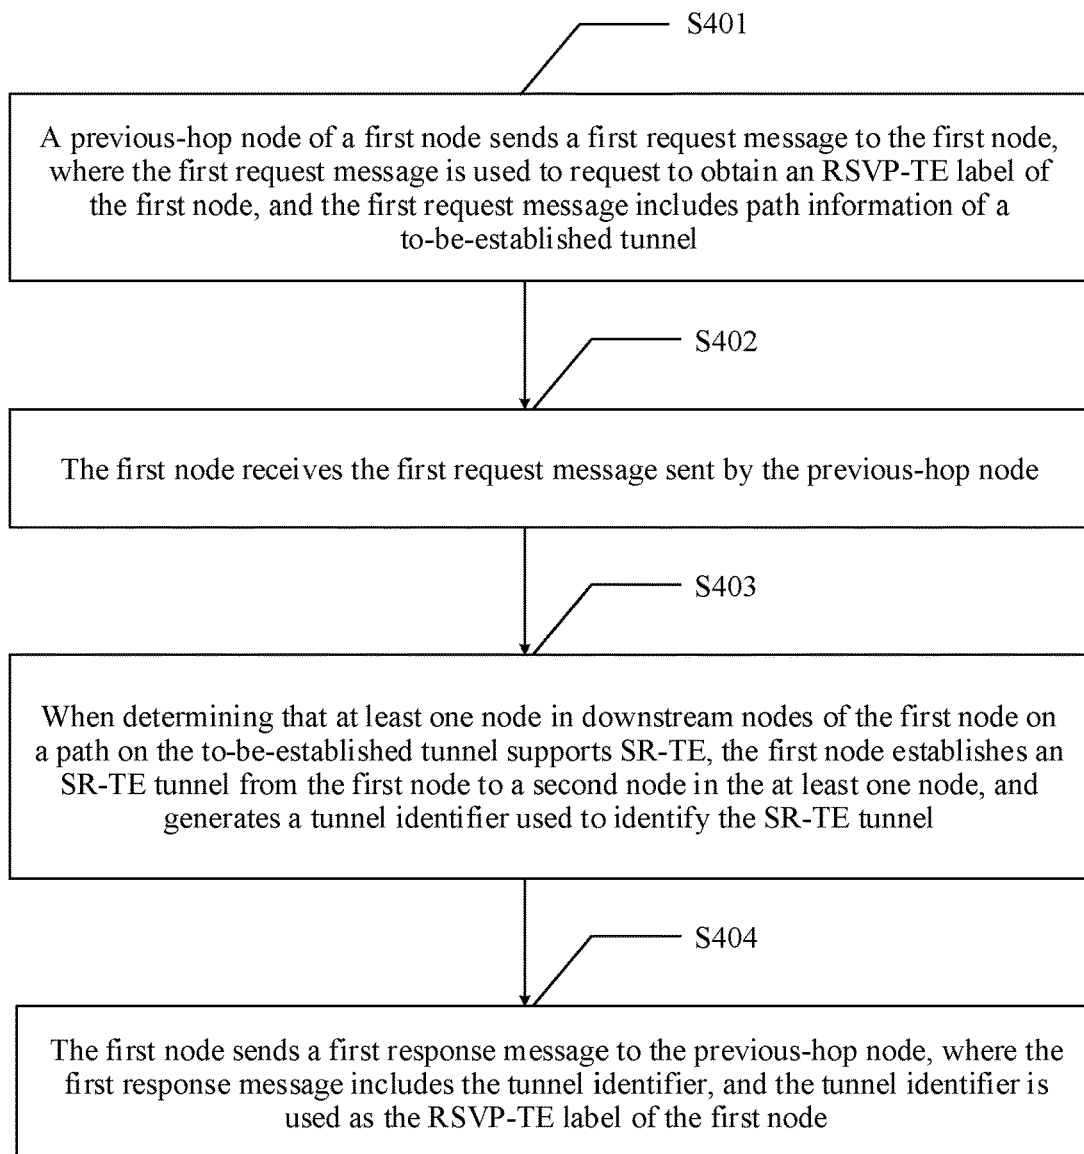 S401
A previous-hop node of a first node sends a first request message to the first node,
where the first request message is used to request to obtain an RSVP-TE label of
the first node, and the first request message includes path information of a
to-be-established tunnel
S402
The first node receives the first request message sent by the previous-hop node
S403
When determining that at least one node in downstream nodes of the first node on
a path on the to-be-established tunnel supports SR-TE, the first node establishes an
SR-TE tunnel from the first node to a second node in the at least one node, and
generates a tunnel identifier used to identify the SR-TE tunnel
S404
The first node sends a first response message to the previous-hop node, where the
first response message includes the tunnel identifier, and the tunnel identifier is
used as the RSVP-TE label of the first node